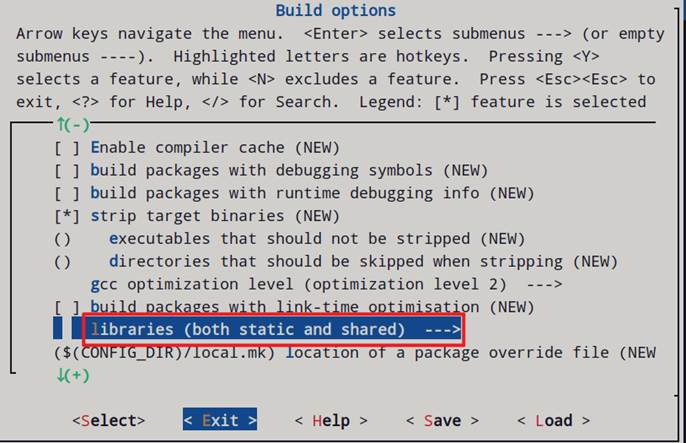 Build options
Arrow keys navigate the menu.  <Enter> selects submenus ---> (or empty
submenus ----).  Highlighted letters are hotkeys.  Pressing <Y>
selects a feature, while <N> excludes a feature.  Press <Esc><Esc> to
exit, <?> for Help, </> for Search.  Legend: [*] feature is selected
↑(-)
[ ] Enable compiler cache (NEW)
[ ] build packages with debugging symbols (NEW)
[ ] build packages with runtime debugging info (NEW)
[*] strip target binaries (NEW)
()    executables that should not be stripped (NEW)
()    directories that should be skipped when stripping (NEW)
gcc optimization level (optimization level 2)  --->
[ ] build packages with link-time optimisation (NEW)
libraries (both static and shared)  --->
($(CONFIG_DIR)/local.mk) location of a package override file (NEW
↓(+)
<Select>    < Exit >    < Help >    < Save >    < Load >